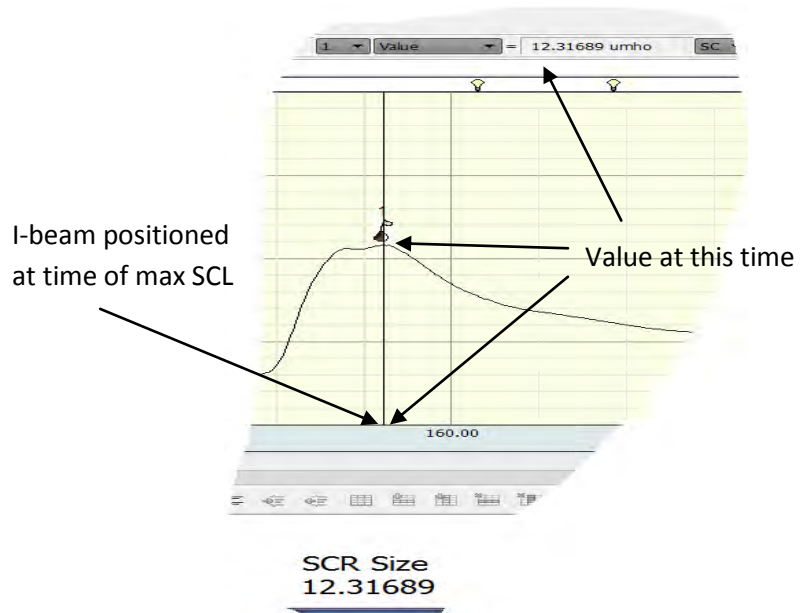 1 Value = 12.31689 umho SC
I-beam positioned
at time of max SCL
Value at this time
160.00
SCR Size
12.31689